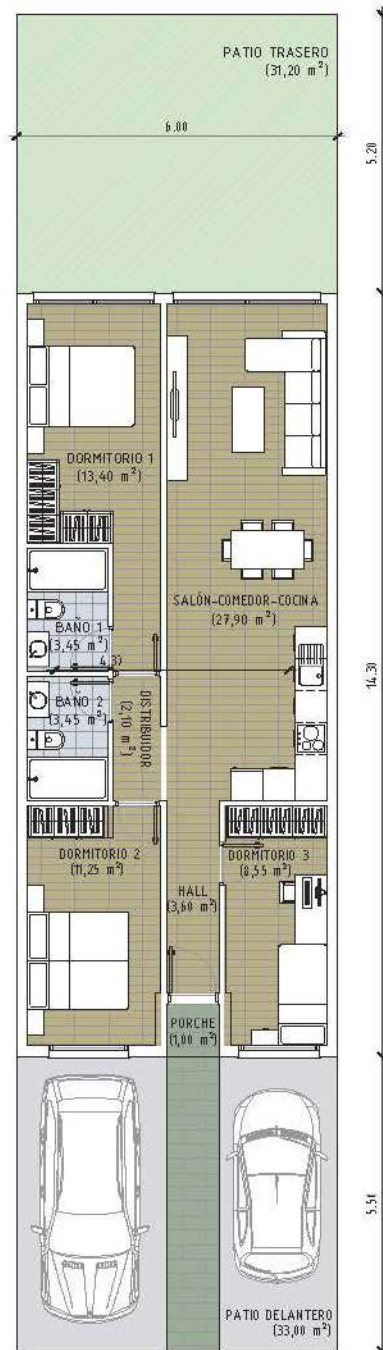 PATIO TRASERO
(31,20 m²)
6.00
5.20
DORMITORIO 1
(13,40 m²)
SALÓN-COMEDOR-COCINA
(27,90 m²)
BAÑO 1
(3,45 m²)
14.30
BAÑO 2
(3,45 m²)
DISTRIBUIDOR
(2,10 m²)
DORMITORIO 2
(11,25 m²)
DORMITORIO 3
(8,55 m²)
HALL
(3,60 m²)
PORCHE
(1,00 m²)
5.50
PATIO DELANTERO
(33,00 m²)